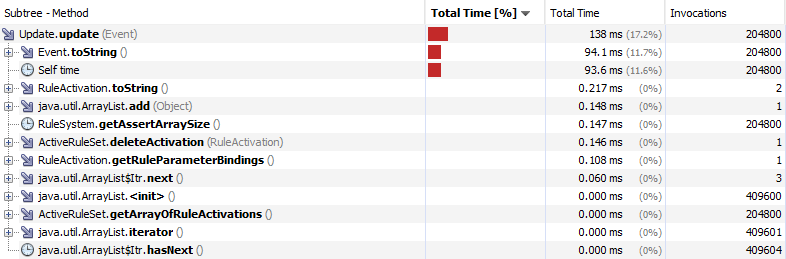 Subtree - Method Total Time [%] Total Time Invocations
Update.update (Event) 138 ms (17.2%) 204800
Event.toString () 94.1 ms (11.7%) 204800
Self time 93.6 ms (11.6%) 204800
RuleActivation.toString () 0.217 ms (0%) 2
java.util.ArrayList.add (Object) 0.148 ms (0%) 1
RuleSystem.getAssertArraySize () 0.147 ms (0%) 204800
ActiveRuleSet.deleteActivation (RuleActivation) 0.146 ms (0%) 1
RuleActivation.getRuleParameterBindings () 0.108 ms (0%) 1
java.util.ArrayList$Itr.next () 0.060 ms (0%) 3
java.util.ArrayList.<init> () 0.000 ms (0%) 409600
ActiveRuleSet.getArrayOfRuleActivations () 0.000 ms (0%) 204800
java.util.ArrayList.iterator () 0.000 ms (0%) 409601
java.util.ArrayList$Itr.hasNext () 0.000 ms (0%) 409604